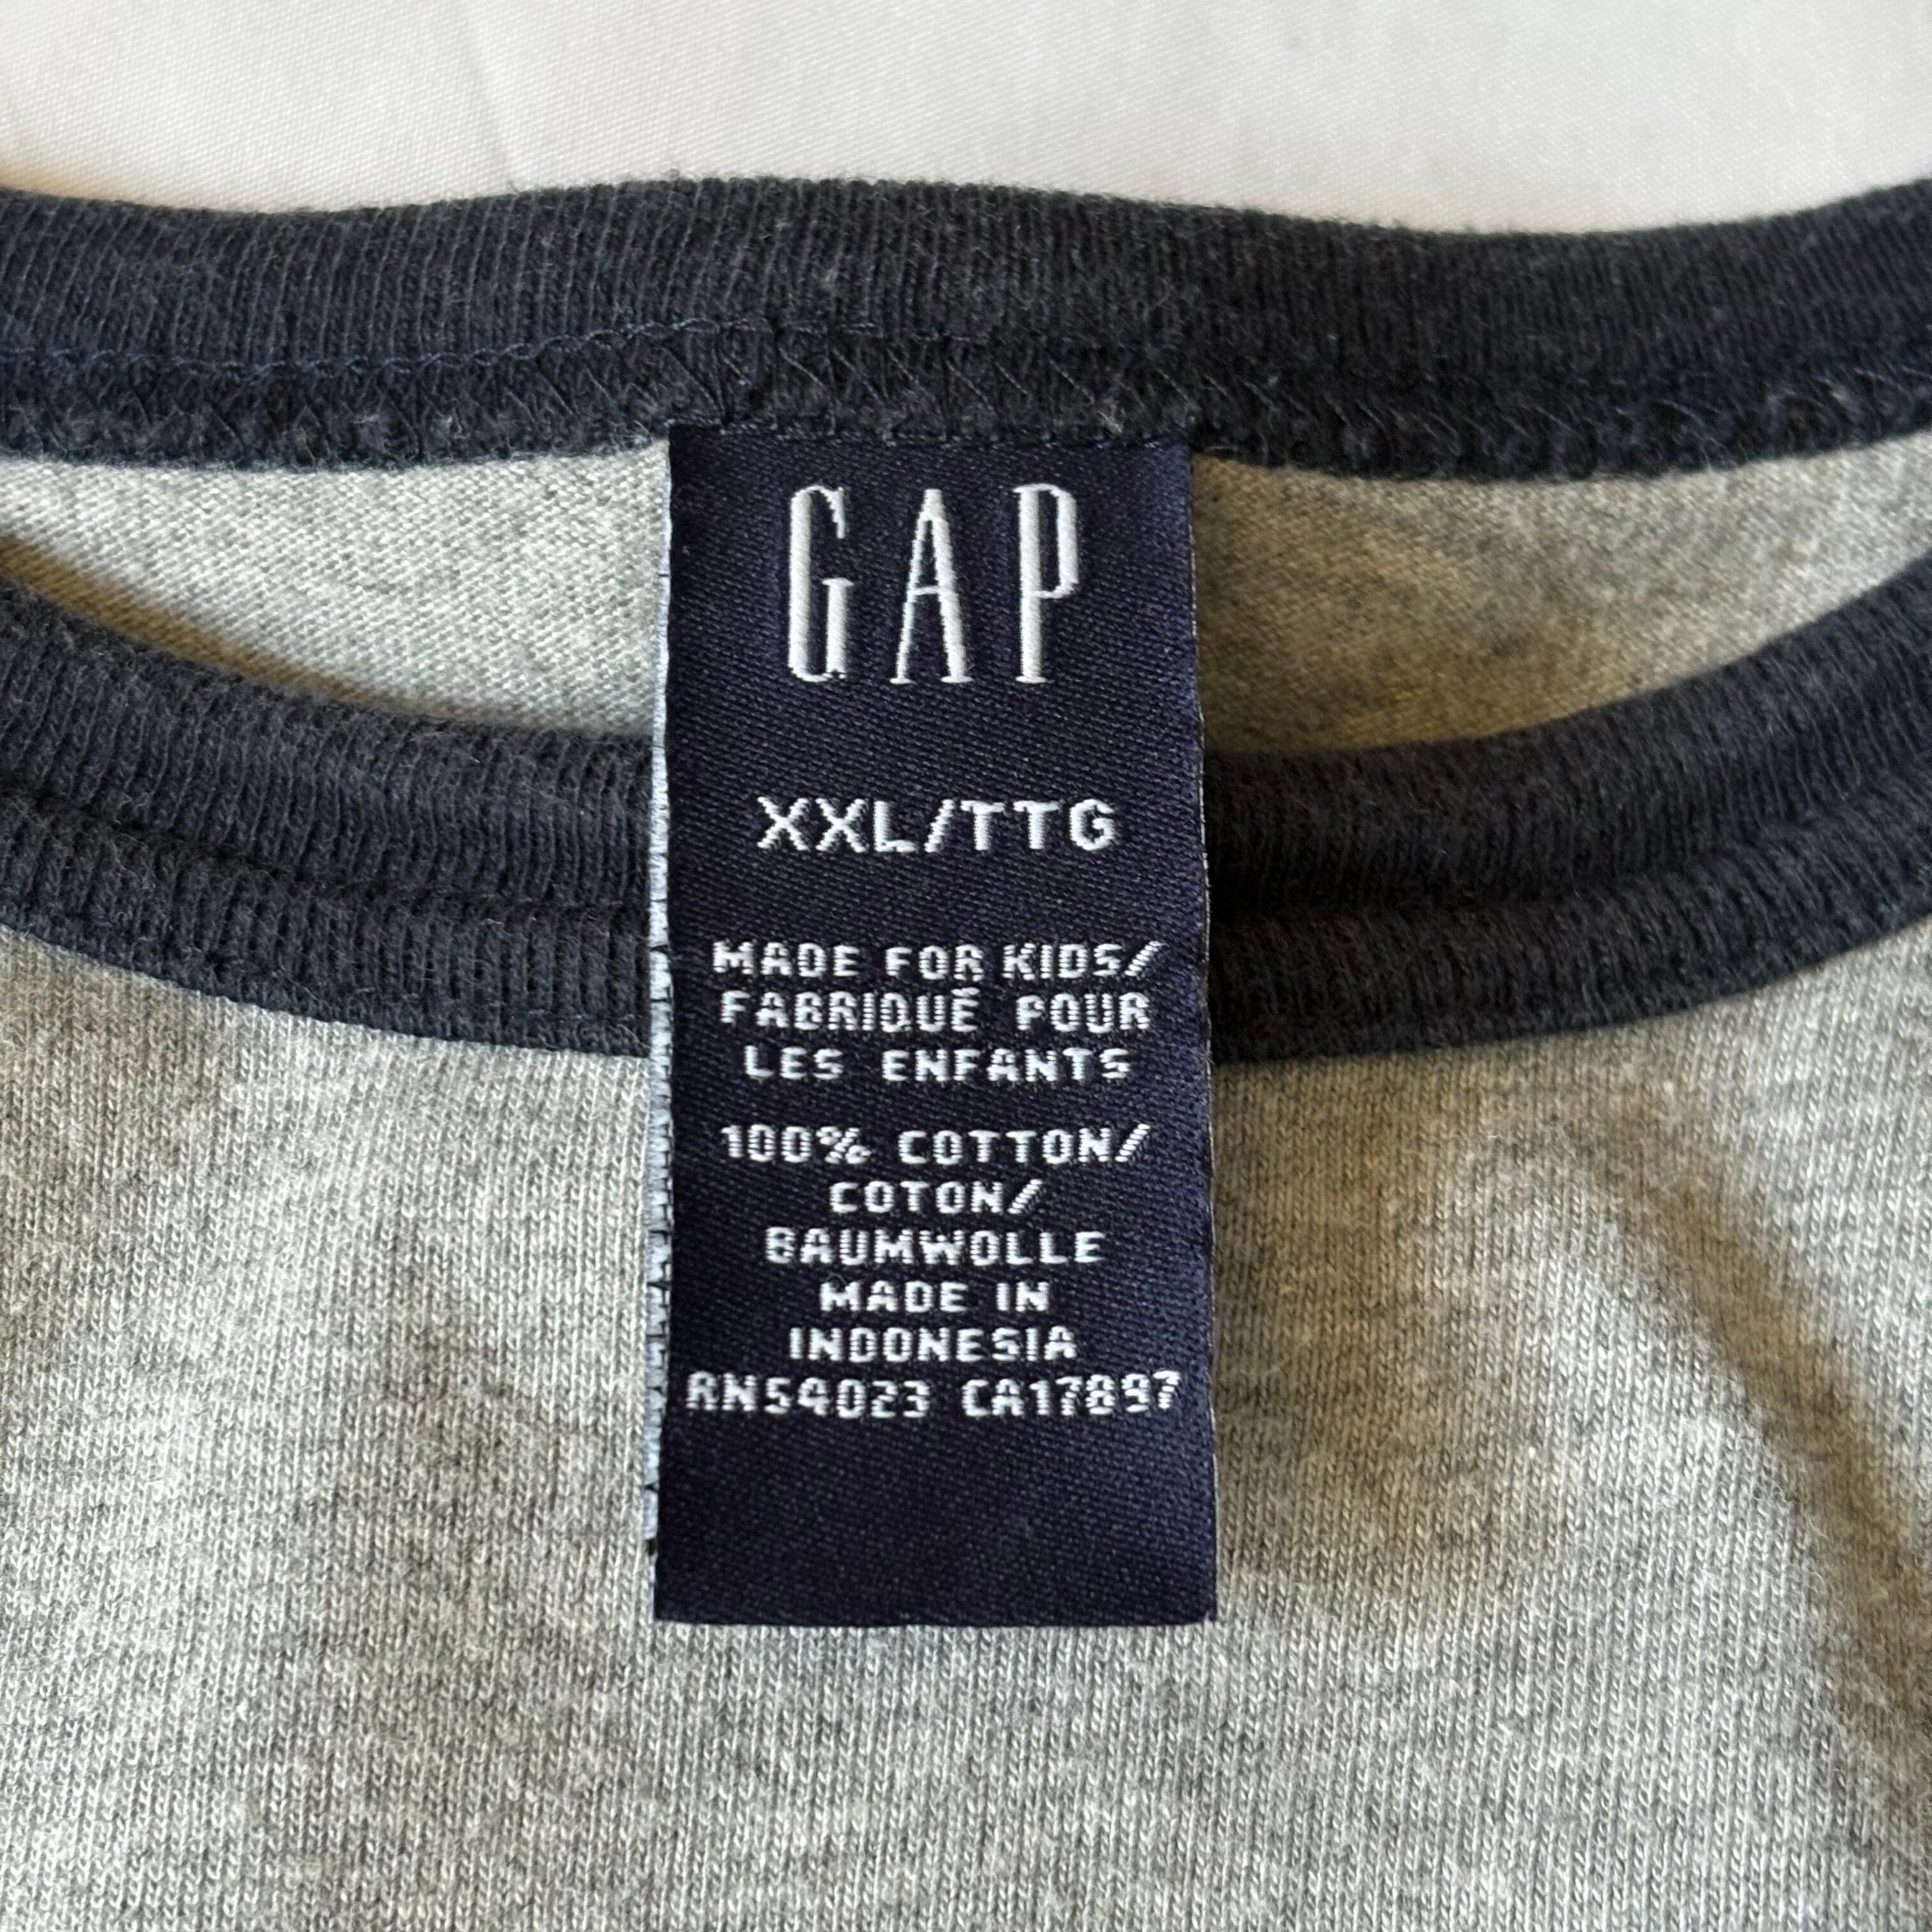 GAP
XXL/TTG
MADE FOR KIDS/
FABRIQUÉ POUR
LES ENFANTS
100% COTTON/
COTON/
BAUMWOLLE
MADE IN
INDONESIA
RN54023 CA17897